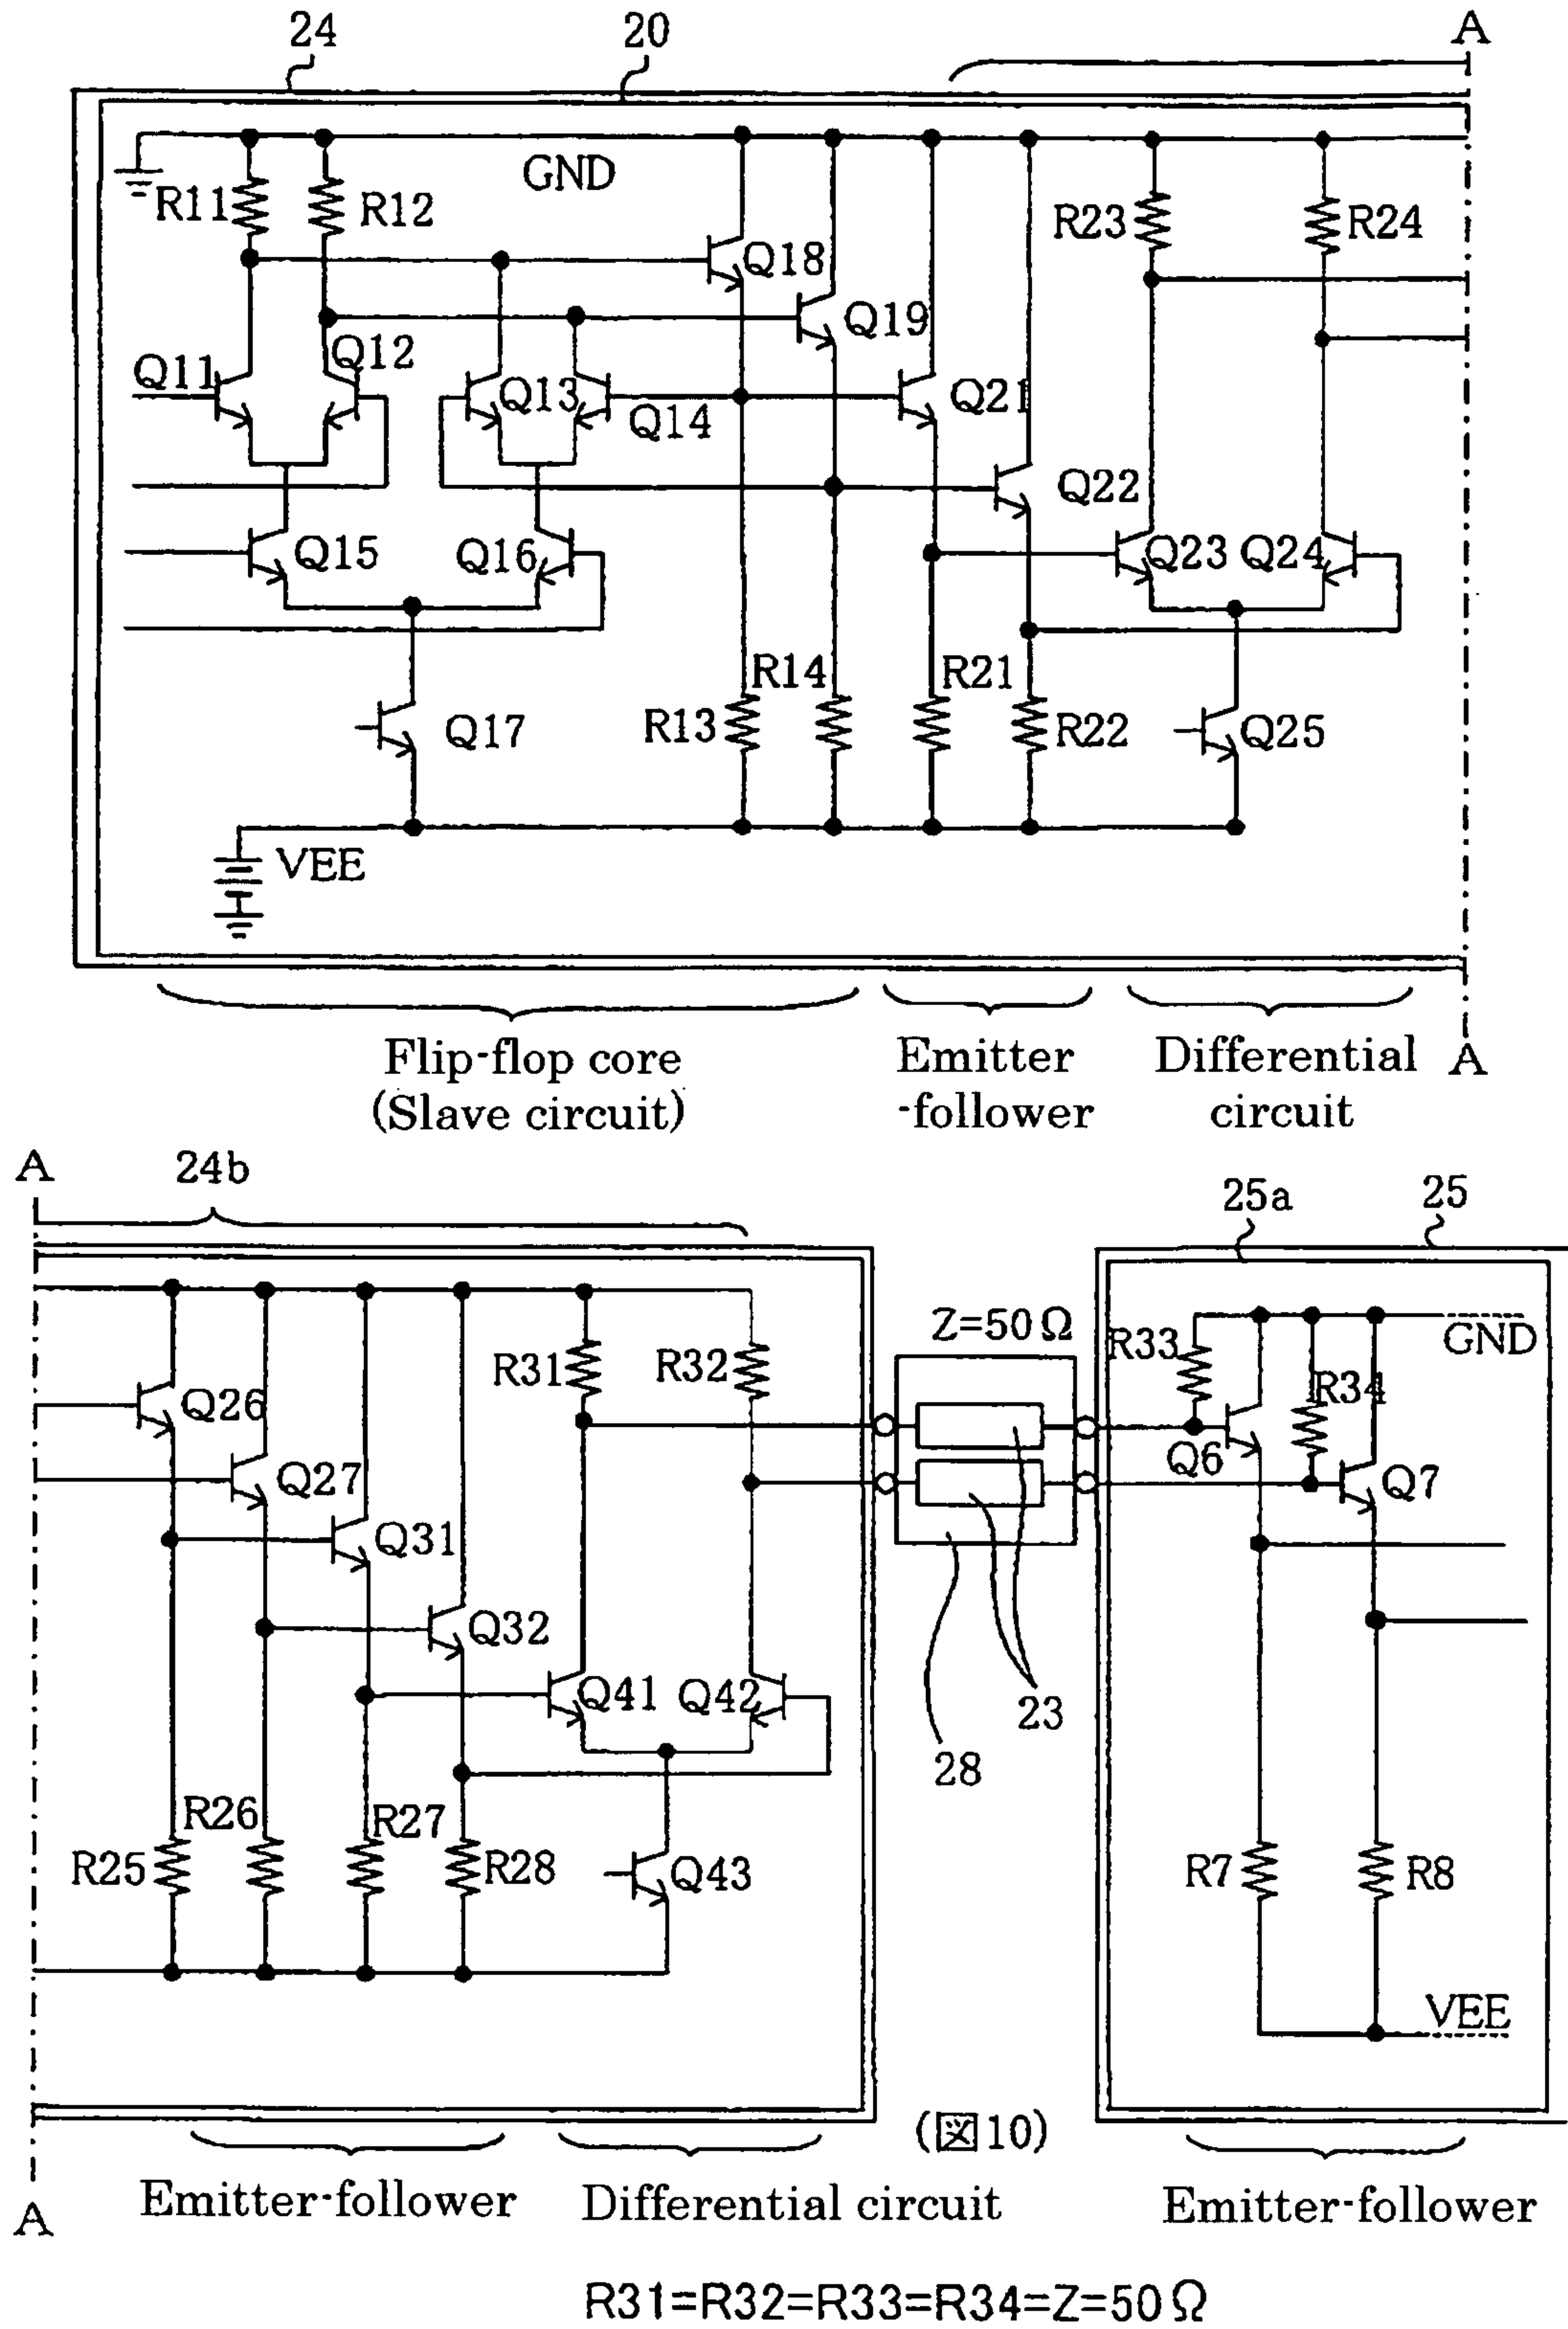 24
20
A
GND
R11
R12
R23
R24
Q18
Q19
Q11
Q12
Q13
Q14
Q21
Q22
Q15
Q16
Q23
Q24
R14
R21
R13
R22
Q17
Q25
VEE
Flip-flop core
(Slave circuit)
Emitter
-follower
Differential
circuit
A
A
24b
25a
25
Z=50Ω
R33
GND
R31
R32
R34
Q26
Q6
Q27
Q7
Q31
Q32
Q41
Q42
23
28
R26
R27
R25
R28
Q43
R7
R8
VEE
(図10)
A
Emitter-follower
Differential circuit
Emitter-follower
R31=R32=R33=R34=Z=50Ω